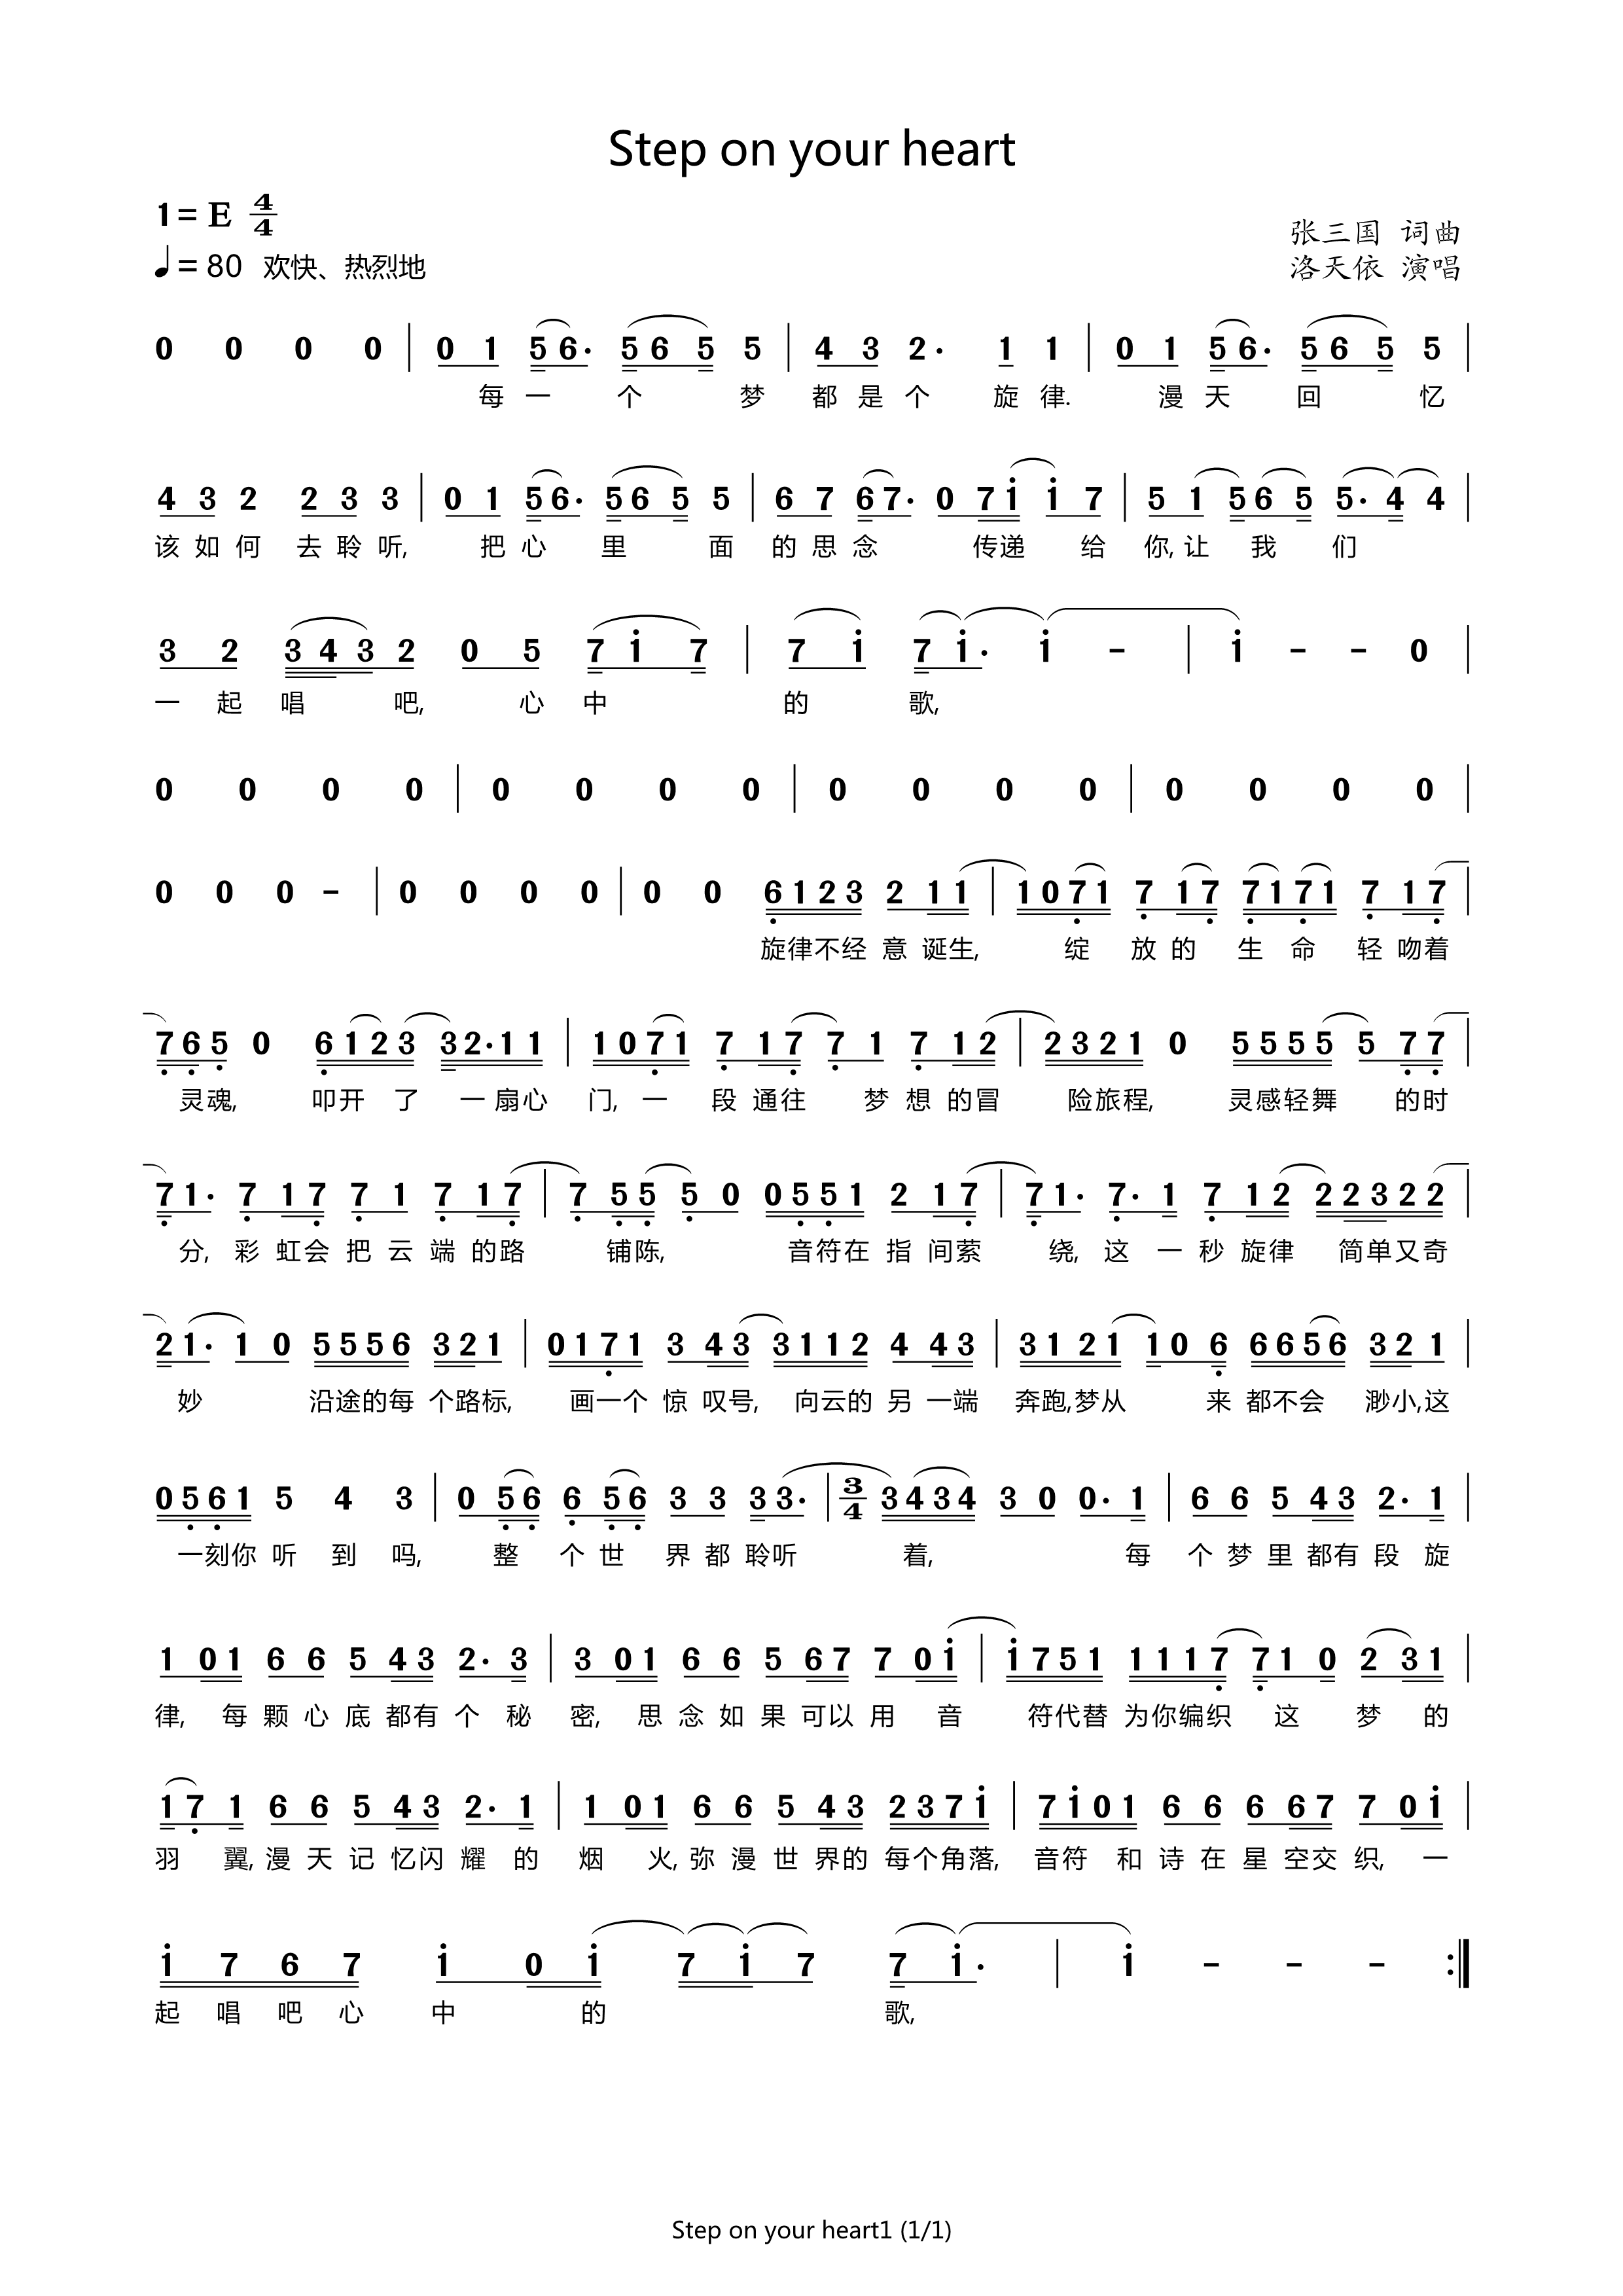 Step on your heart
1= E 4/4
张三国 词曲
♩= 80 欢快、热烈地
洛天依 演唱
0 0 0 0 | 0 1 5 6· 5 6 5 5 | 4 3 2· 1 1 | 0 1 5 6· 5 6 5 5 |
每 一 个 梦 都 是 个 旋 律. 漫 天 回 忆
4 3 2 2 3 3 | 0 1 5 6· 5 6 5 5 | 6 7 6 7· 0 7 i i 7 | 5 1 5 6 5 5· 4 4 |
该 如 何 去 聆 听, 把 心 里 面 的 思 念 传递 给 你, 让 我 们
3 2 3 4 3 2 0 5 7 i 7 | 7 i 7 i· i - | i - - 0 |
一 起 唱 吧, 心 中 的 歌,
0 0 0 0 | 0 0 0 0 | 0 0 0 0 | 0 0 0 0 |
0 0 0 - | 0 0 0 0 | 0 0 6 1 2 3 2 1 1 | 1 0 7 1 7 1 7 7 1 7 1 7 1 7 |
旋律不经 意 诞生, 绽 放 的 生 命 轻 吻着
7 6 5 0 6 1 2 3 3 2· 1 1 | 1 0 7 1 7 1 7 7 1 7 1 2 | 2 3 2 1 0 5 5 5 5 5 7 7 |
灵魂, 叩开 了 一 扇心 门, 一 段 通往 梦 想 的冒 险旅程, 灵感轻舞 的时
7 1· 7 1 7 7 1 7 1 7 | 7 5 5 5 0 0 5 5 1 2 1 7 | 7 1· 7· 1 7 1 2 2 2 3 2 2 |
分, 彩 虹会 把 云 端 的路 铺陈, 音符在 指 间萦 绕, 这 一 秒 旋律 简单又奇
2 1· 1 0 5 5 5 6 3 2 1 | 0 1 7 1 3 4 3 3 1 1 2 4 4 3 | 3 1 2 1 1 0 6 6 6 5 6 3 2 1 |
妙 沿途的每 个路标, 画一个 惊 叹号, 向云的 另 一端 奔跑,梦从 来 都不会 渺小,这
0 5 6 1 5 4 3 | 0 5 6 6 5 6 3 3 3 3· | 3/4 3 4 3 4 3 0 0· 1 | 6 6 5 4 3 2· 1 |
一刻你 听 到 吗, 整 个 世 界 都 聆听 着, 每 个 梦 里 都有 段 旋
1 0 1 6 6 5 4 3 2· 3 | 3 0 1 6 6 5 6 7 7 0 i | i 7 5 1 1 1 1 7 7 1 0 2 3 1 |
律, 每 颗 心 底 都有 个 秘 密, 思 念 如 果 可以 用 音 符代替 为你编织 这 梦 的
1 7 1 6 6 5 4 3 2· 1 | 1 0 1 6 6 5 4 3 2 3 7 i | 7 i 0 1 6 6 6 6 7 7 0 i |
羽 翼, 漫 天 记 忆闪 耀 的 烟 火, 弥 漫 世 界的 每个角落, 音符 和 诗 在 星 空交 织, 一
i 7 6 7 i 0 i 7 i 7 7 i· | i - - - :|
起 唱 吧 心 中 的 歌,
Step on your heart1 (1/1)